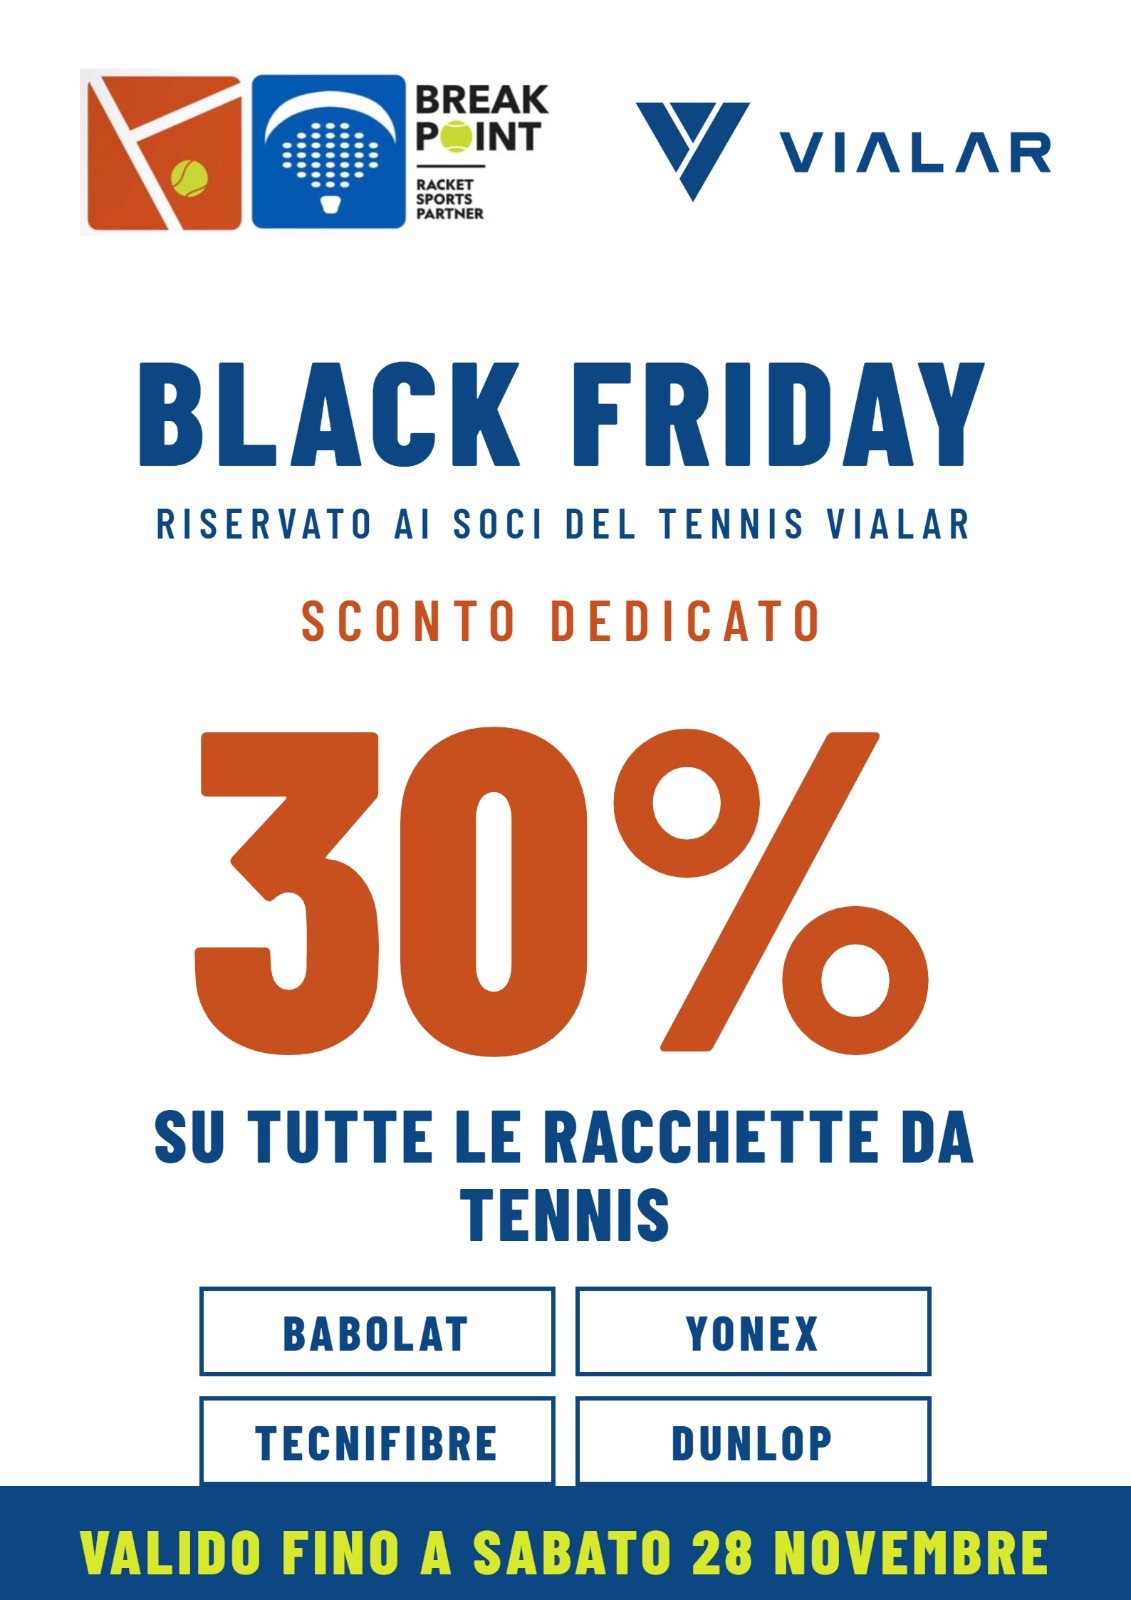 BREAK
POINT
RACKET
SPORTS
PARTNER
VIALAR
BLACK FRIDAY
RISERVATO AI SOCI DEL TENNIS VIALAR
SCONTO DEDICATO
30%
SU TUTTE LE RACCHETTE DA
TENNIS
BABOLAT
YONEX
TECNIFIBRE
DUNLOP
VALIDO FINO A SABATO 28 NOVEMBRE